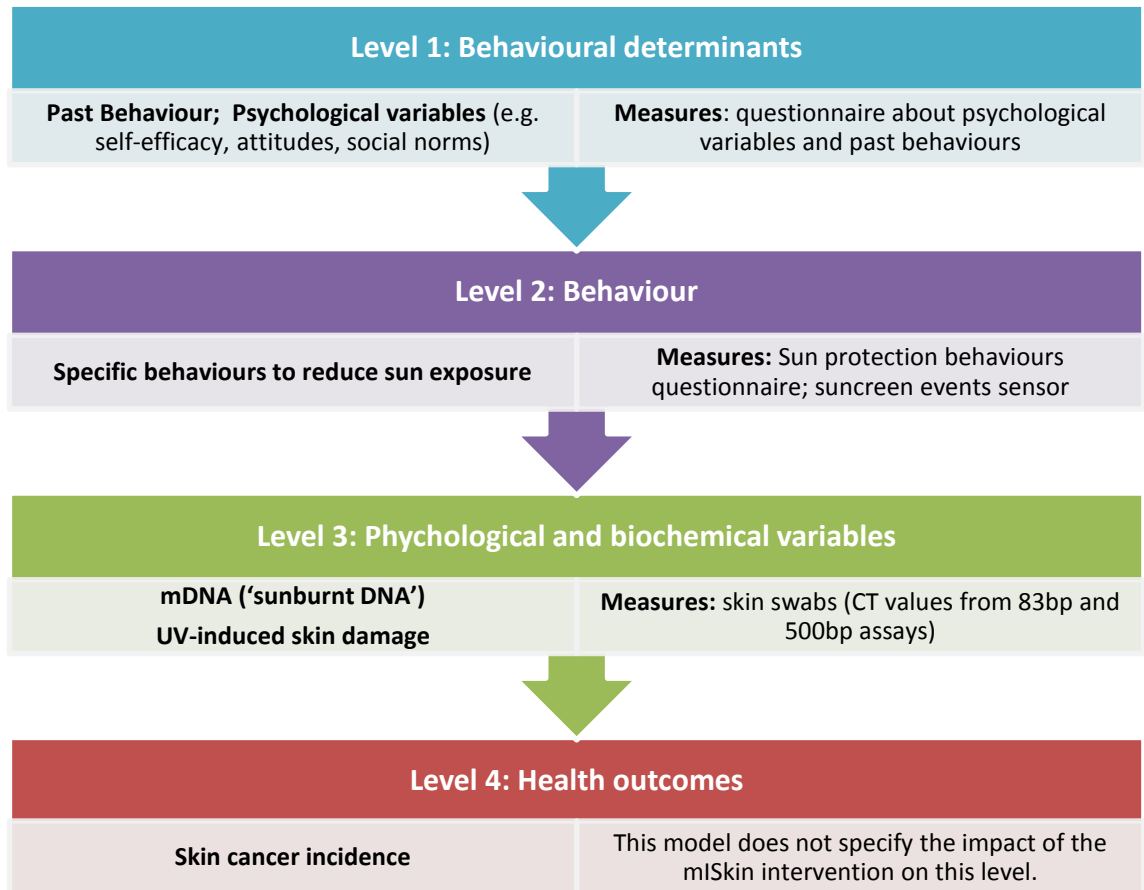 Level 1: Behavioural determinants
Past Behaviour;  Psychological variables (e.g.
self-efficacy, attitudes, social norms)
Measures: questionnaire about psychological
variables and past behaviours
Level 2: Behaviour
Specific behaviours to reduce sun exposure
Measures: Sun protection behaviours
questionnaire; suncreen events sensor
Level 3: Phychological and biochemical variables
mDNA (‘sunburnt DNA’)
UV-induced skin damage
Measures: skin swabs (CT values from 83bp and
500bp assays)
Level 4: Health outcomes
Skin cancer incidence
This model does not specify the impact of the
mISkin intervention on this level.